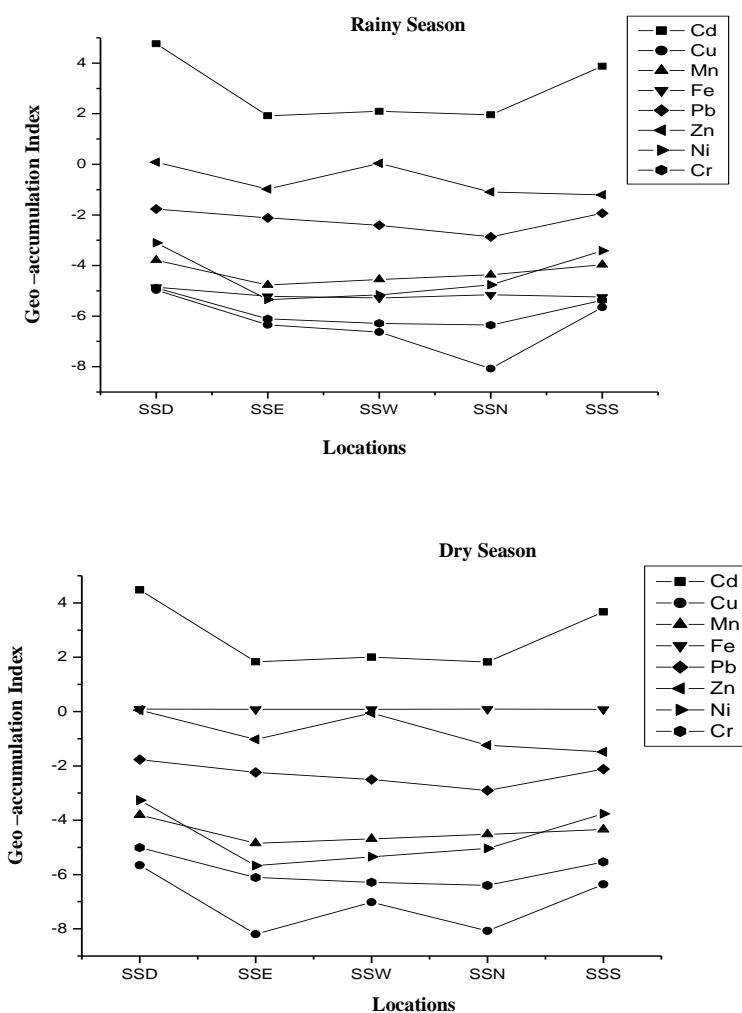 Rainy Season
Cd
Cu
Mn
Fe
Pb
Zn
Ni
Cr
Geo –accumulation Index
4
2
0
-2
-4
-6
-8
SSD SSE SSW SSN SSS
Locations
Dry Season
Cd
Cu
Mn
Fe
Pb
Zn
Ni
Cr
Geo –accumulation Index
4
2
0
-2
-4
-6
-8
SSD SSE SSW SSN SSS
Locations